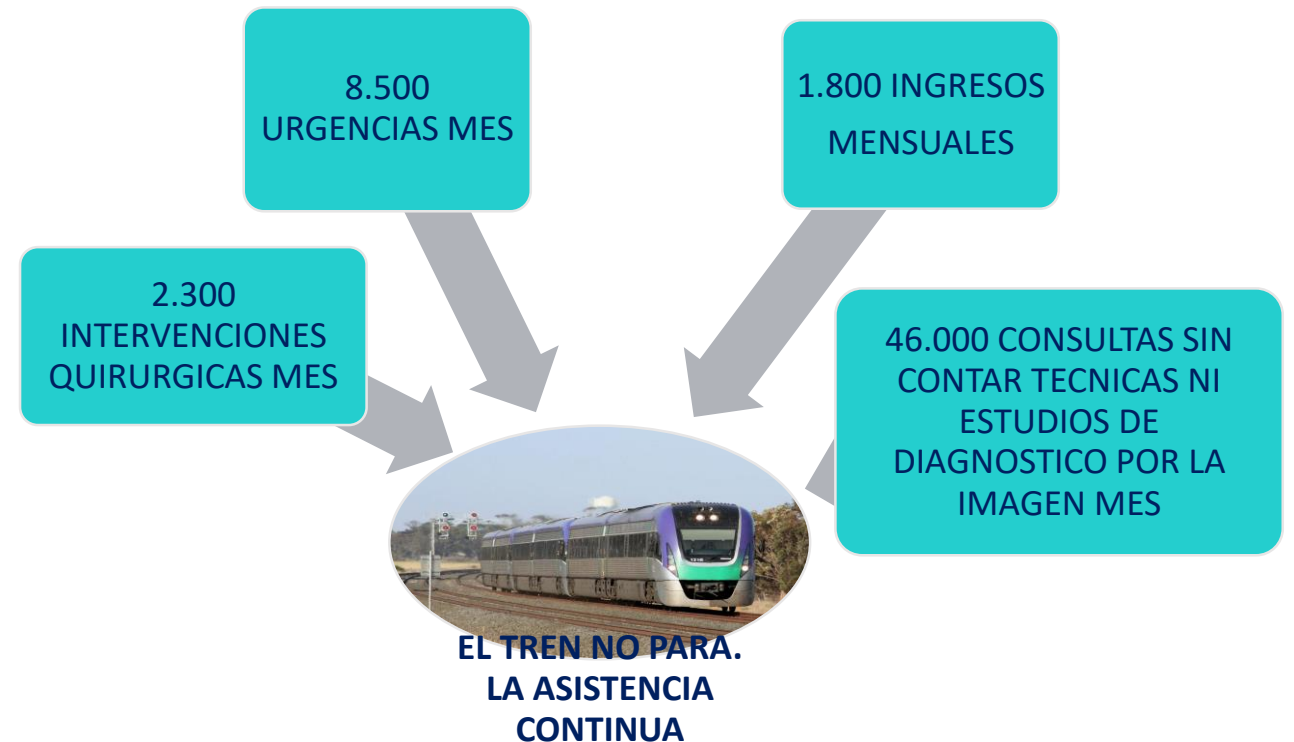 8.500
URGENCIAS MES
1.800 INGRESOS
MENSUALES
2.300
INTERVENCIONES
QUIRURGICAS MES
46.000 CONSULTAS SIN
CONTAR TECNICAS NI
ESTUDIOS DE
DIAGNOSTICO POR LA
IMAGEN MES
EL TREN NO PARA.
LA ASISTENCIA
CONTINUA